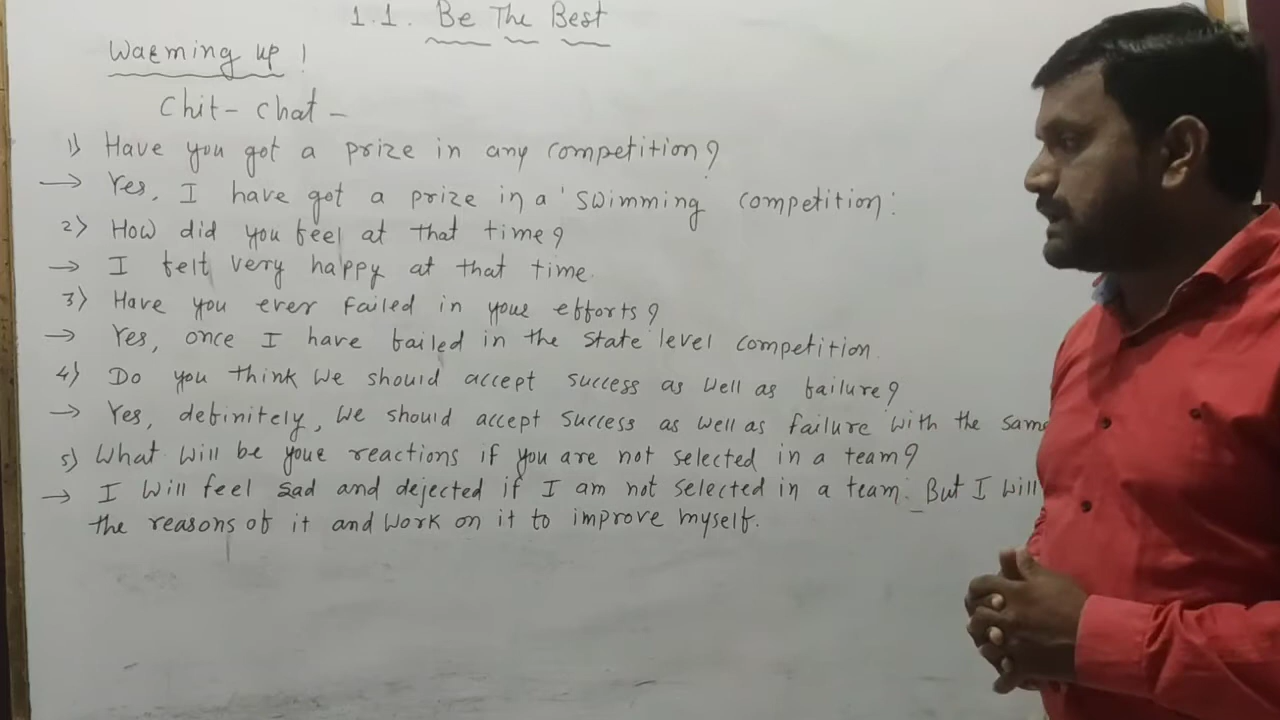 1.1. Be The Best
Warming up !
Chit - chat -
1) Have you got a prize in any competition?
→ Yes, I have got a prize in a 'swimming competition.
2) How did you feel at that time?
→ I felt very happy at that time.
3) Have you ever failed in your efforts?
→ Yes, once I have failed in the state level competition.
4) Do you think we should accept success as well as failure?
→ Yes, definitely, we should accept success as well as failure with the same
5) What will be your reactions if you are not selected in a team?
→ I will feel sad and dejected if I am not selected in a team. But I will
the reasons of it and work on it to improve myself.